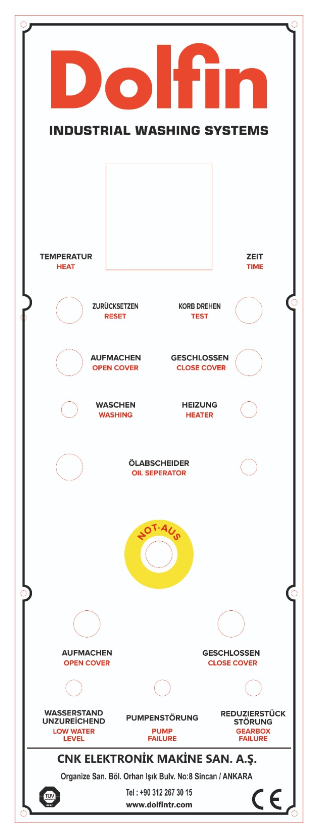 Dolfin
INDUSTRIAL WASHING SYSTEMS
TEMPERATUR
HEAT
ZEIT
TIME
ZURÜCKSETZEN
RESET
KORB DREHEN
TEST
AUFMACHEN
OPEN COVER
GESCHLOSSEN
CLOSE COVER
WASCHEN
WASHING
HEIZUNG
HEATER
ÖLABSCHEIDER
OIL SEPERATOR
NOT-AUS
AUFMACHEN
OPEN COVER
GESCHLOSSEN
CLOSE COVER
WASSERSTAND
UNZUREICHEND
LOW WATER
LEVEL
PUMPENSTÖRUNG
PUMP
FAILURE
REDUZIERSTÜCK
STÖRUNG
GEARBOX
FAILURE
CNK ELEKTRONİK MAKİNE SAN. A.Ş.
Organize San. Böl. Orhan Işık Bulv. No:8 Sincan / ANKARA
Tel : +90 312 267 30 15
www.dolfintr.com
TÜV
CE